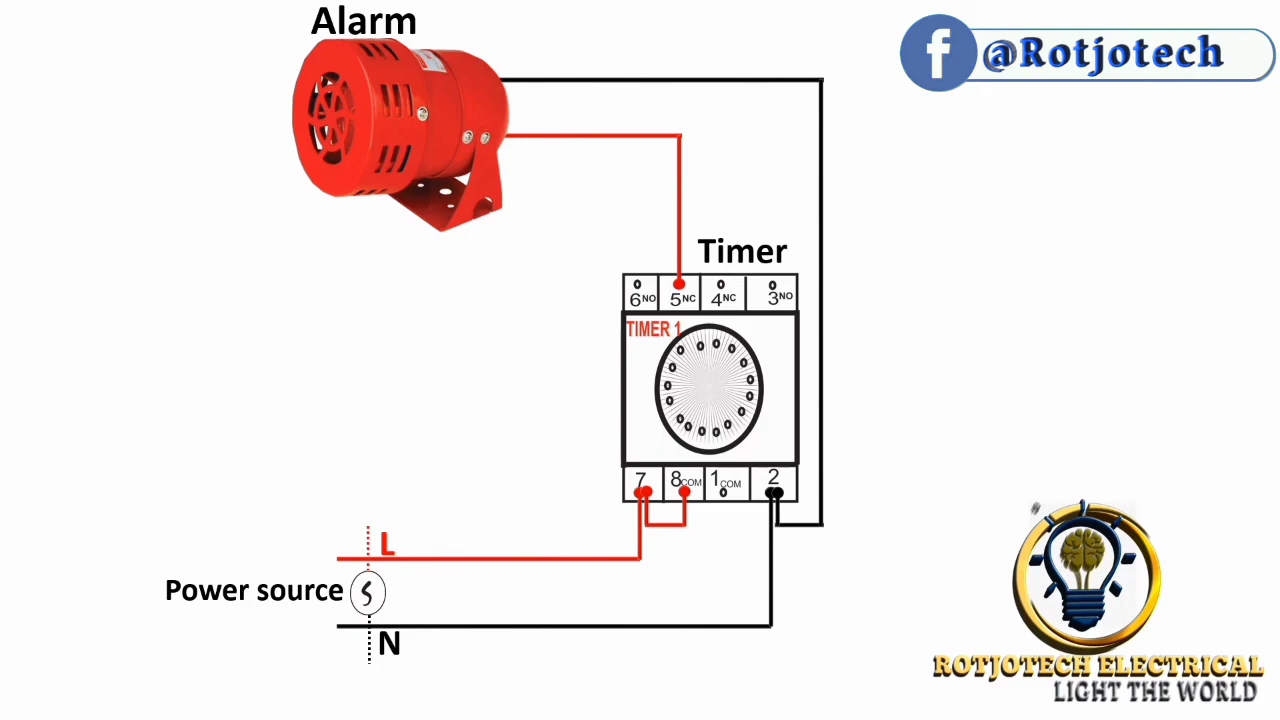 Alarm
@Rotjotech
Timer
6NO 5NC 4NC 3NO
TIMER 1
7 8COM 1COM 2
L
Power source
N
ROTJOTECH ELECTRICAL
LIGHT THE WORLD